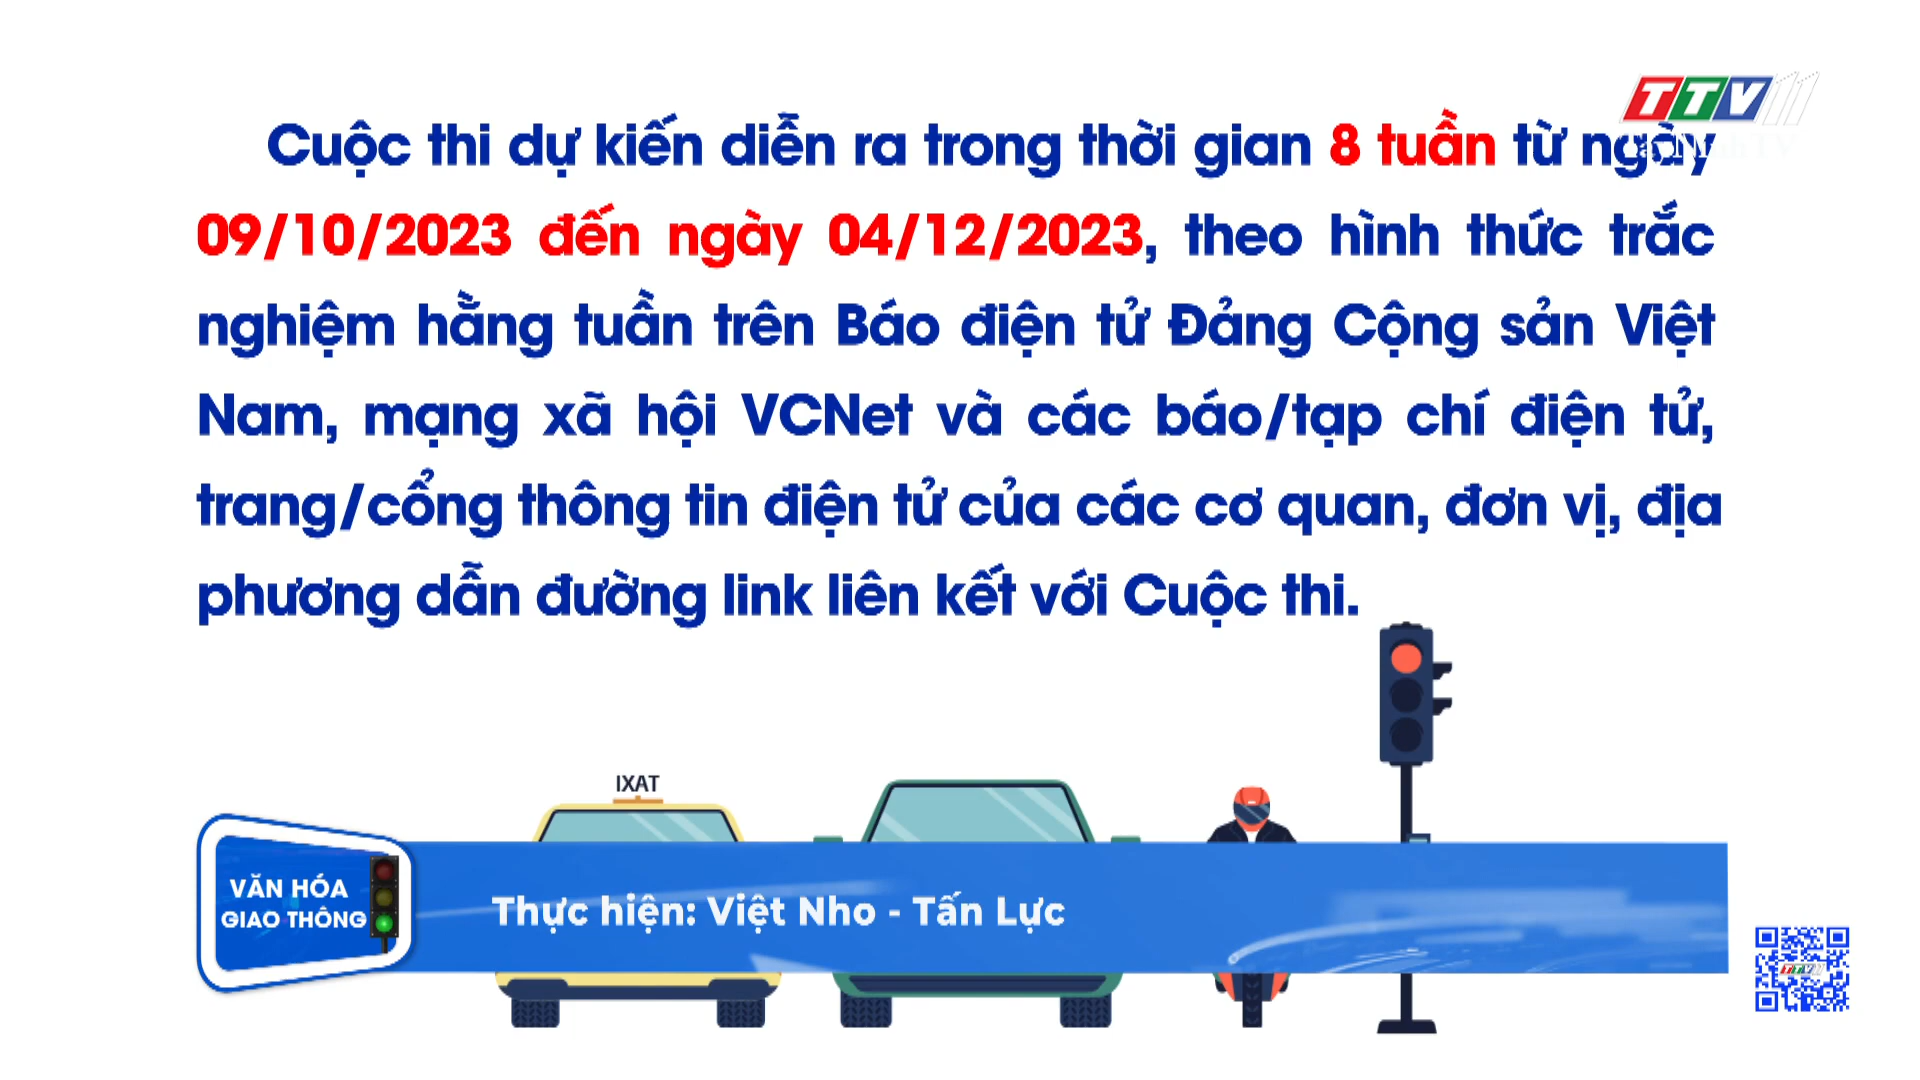 TTV11
TayNinhTV
Cuộc thi dự kiến diễn ra trong thời gian 8 tuần từ ngày
09/10/2023 đến ngày 04/12/2023, theo hình thức trắc
nghiệm hằng tuần trên Báo điện tử Đảng Cộng sản Việt
Nam, mạng xã hội VCNet và các báo/tạp chí điện tử,
trang/cổng thông tin điện tử của các cơ quan, đơn vị, địa
phương dẫn đường link liên kết với Cuộc thi.
IXAT
VĂN HÓA
GIAO THÔNG
Thực hiện: Việt Nho - Tấn Lực
TTV11